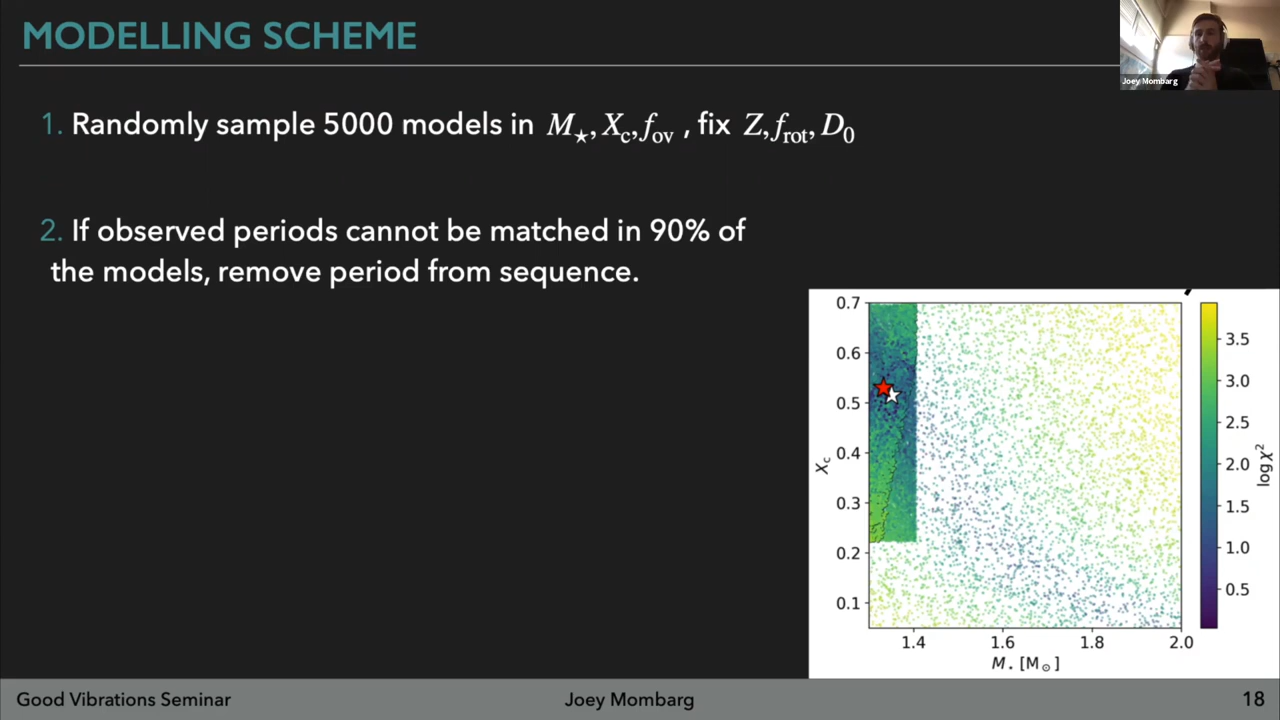 MODELLING SCHEME
Joey Mombarg
1. Randomly sample 5000 models in M★, Xc, fov , fix Z, frot, D0
2. If observed periods cannot be matched in 90% of
the models, remove period from sequence.
0.7
0.6
0.5
0.4
0.3
0.2
0.1
Xc
1.4
1.6
1.8
2.0
M⋆ [M⊙]
3.5
3.0
2.5
2.0
1.5
1.0
0.5
log χ²
Good Vibrations Seminar
Joey Mombarg
18